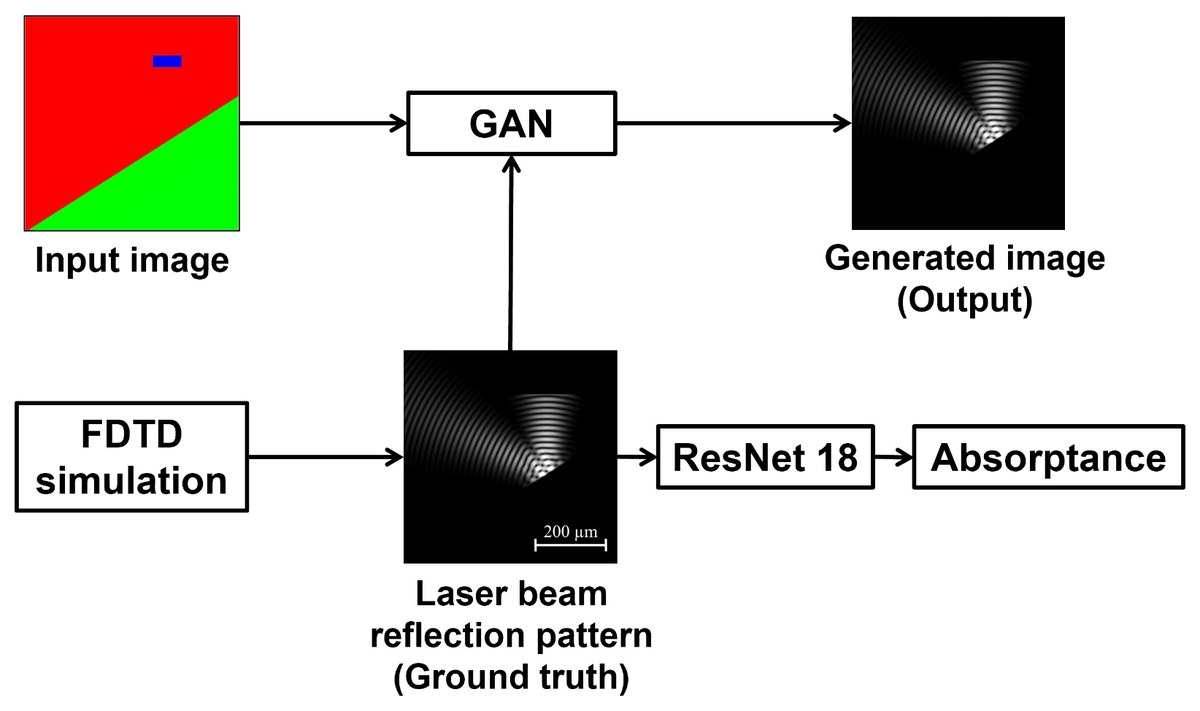 GAN
Input image
Generated image
(Output)
FDTD
simulation
200 μm
ResNet 18
Absorptance
Laser beam
reflection pattern
(Ground truth)